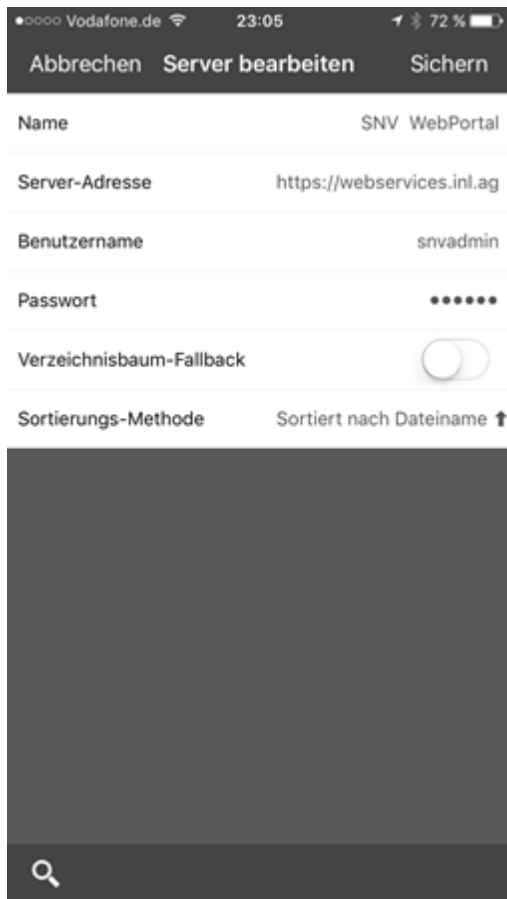 Vodafone.de 23:05 72 %
Abbrechen Server bearbeiten Sichern
Name SNV WebPortal
Server-Adresse https://webservices.inl.ag
Benutzername snvadmin
Passwort ••••••
Verzeichnisbaum-Fallback
Sortierungs-Methode Sortiert nach Dateiname ⬆